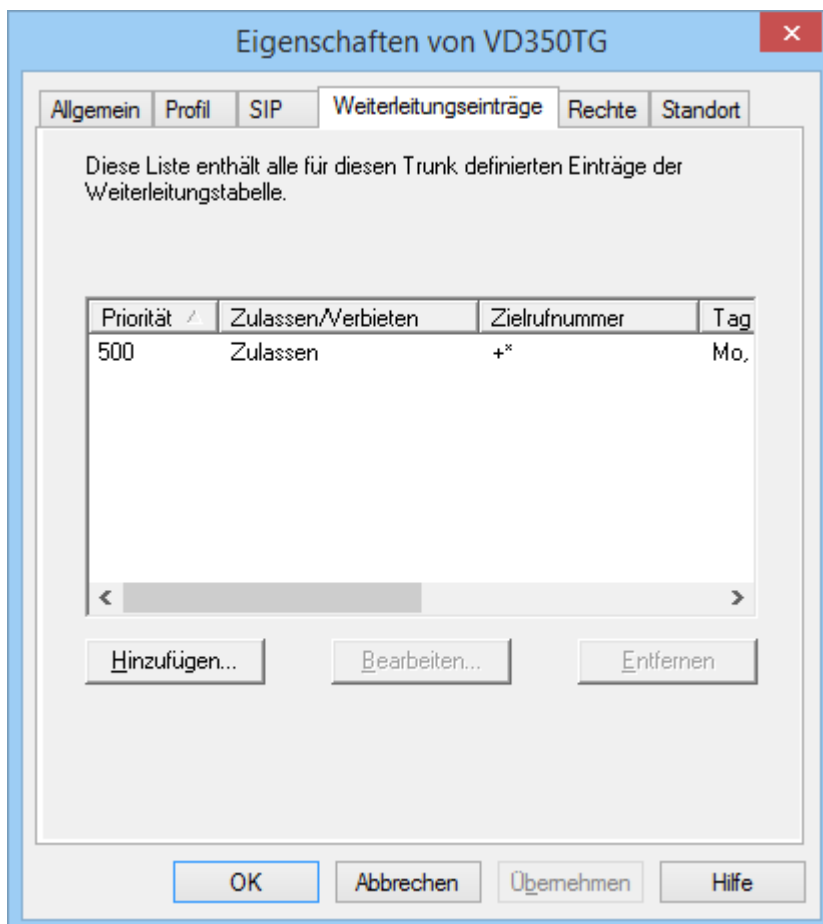 Eigenschaften von VD350TG
Allgemein Profil SIP Weiterleitungseinträge Rechte Standort
Diese Liste enthält alle für diesen Trunk definierten Einträge der
Weiterleitungstabelle.
Priorität Zulassen/Verbieten Zielrufnummer Tag
500 Zulassen +* Mo,
Hinzufügen... Bearbeiten... Entfernen
OK Abbrechen Übernehmen Hilfe